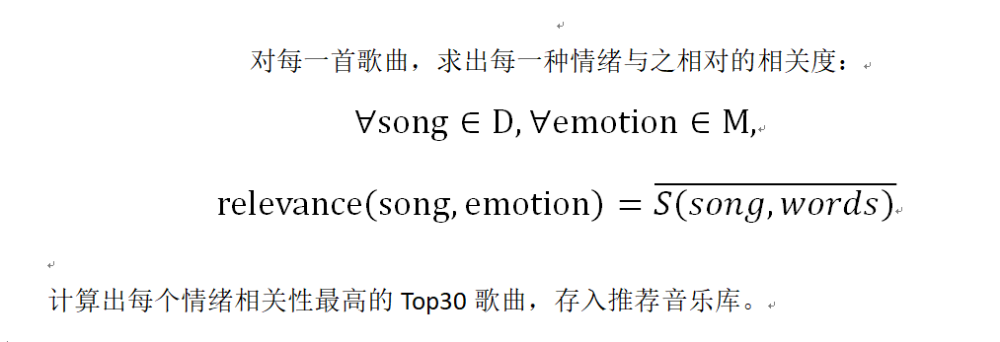 对每一首歌曲，求出每一种情绪与之相对的相关度：
∀song ∈ D, ∀emotion ∈ M,
relevance(song, emotion) = \overline{S(song, words)}
计算出每个情绪相关性最高的 Top30 歌曲，存入推荐音乐库。